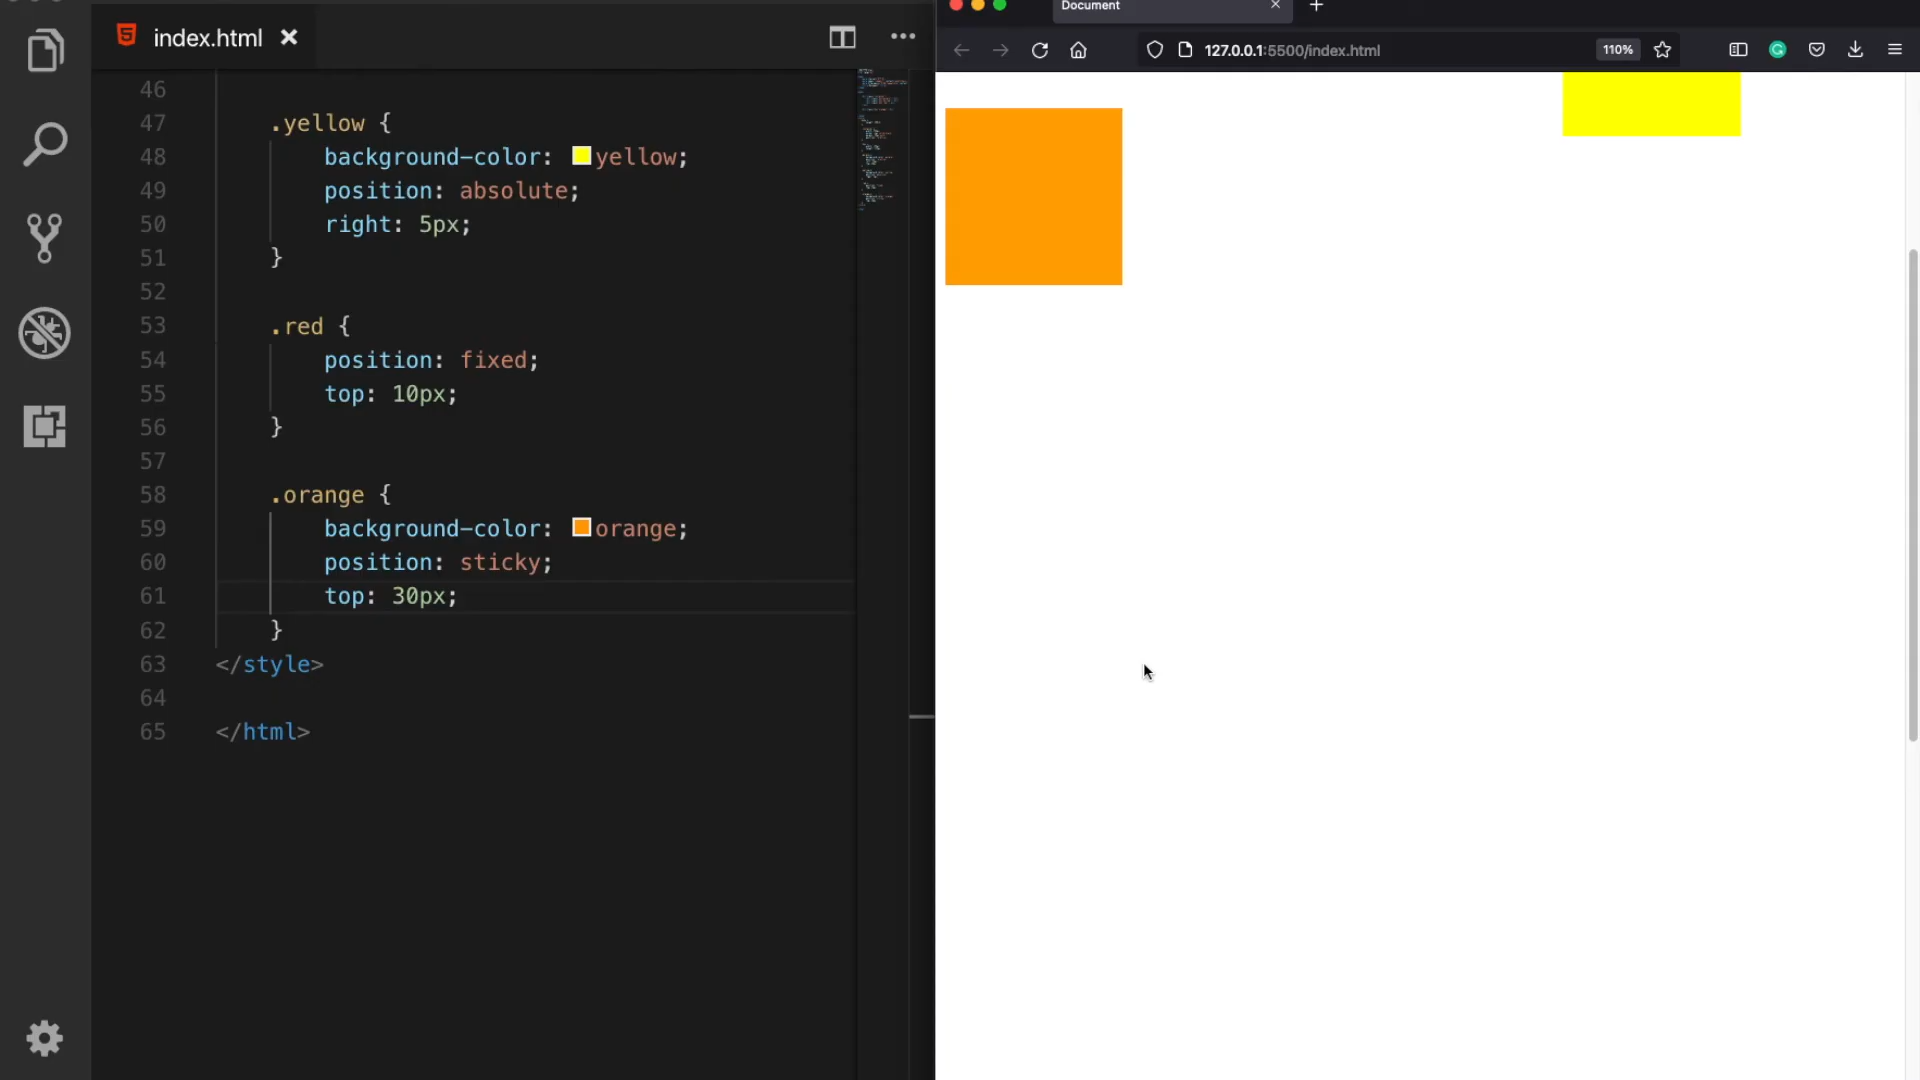 index.html
46
47 .yellow {
48 background-color: yellow;
49 position: absolute;
50 right: 5px;
51 }
52
53 .red {
54 position: fixed;
55 top: 10px;
56 }
57
58 .orange {
59 background-color: orange;
60 position: sticky;
61 top: 30px;
62 }
63 </style>
64
65 </html>
Document
127.0.0.1:5500/index.html 110%